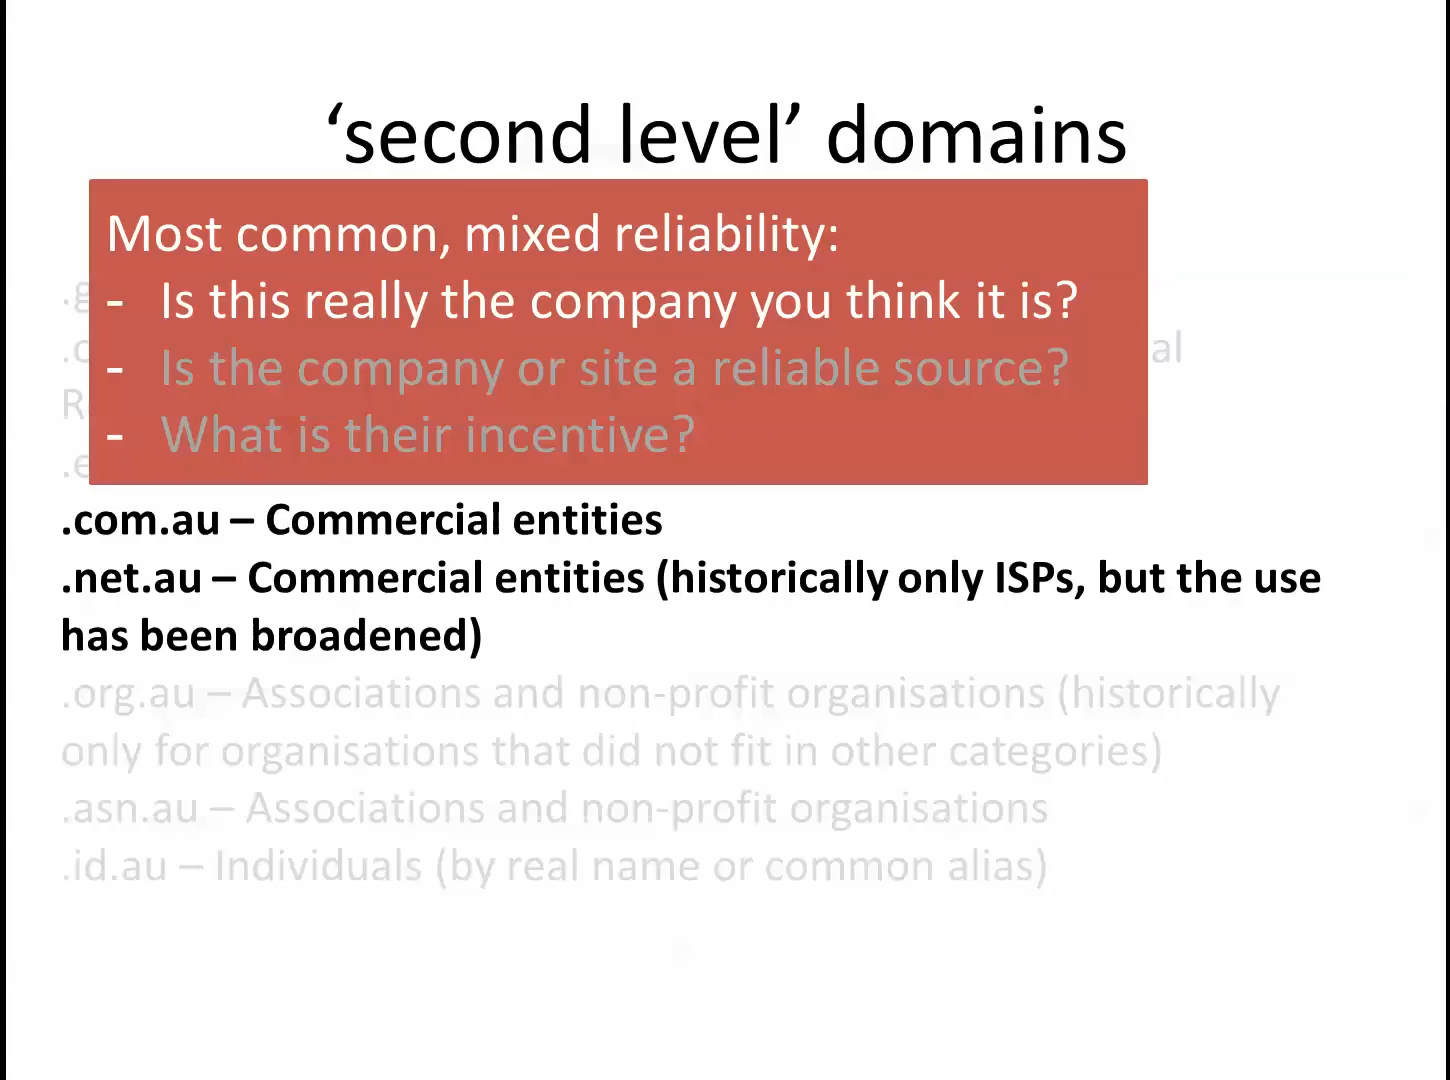 ‘second level’ domains
Most common, mixed reliability:
- Is this really the company you think it is?
- Is the company or site a reliable source?
- What is their incentive?
.com.au – Commercial entities
.net.au – Commercial entities (historically only ISPs, but the use
has been broadened)
.org.au – Associations and non-profit organisations (historically
only for organisations that did not fit in other categories)
.asn.au – Associations and non-profit organisations
.id.au – Individuals (by real name or common alias)